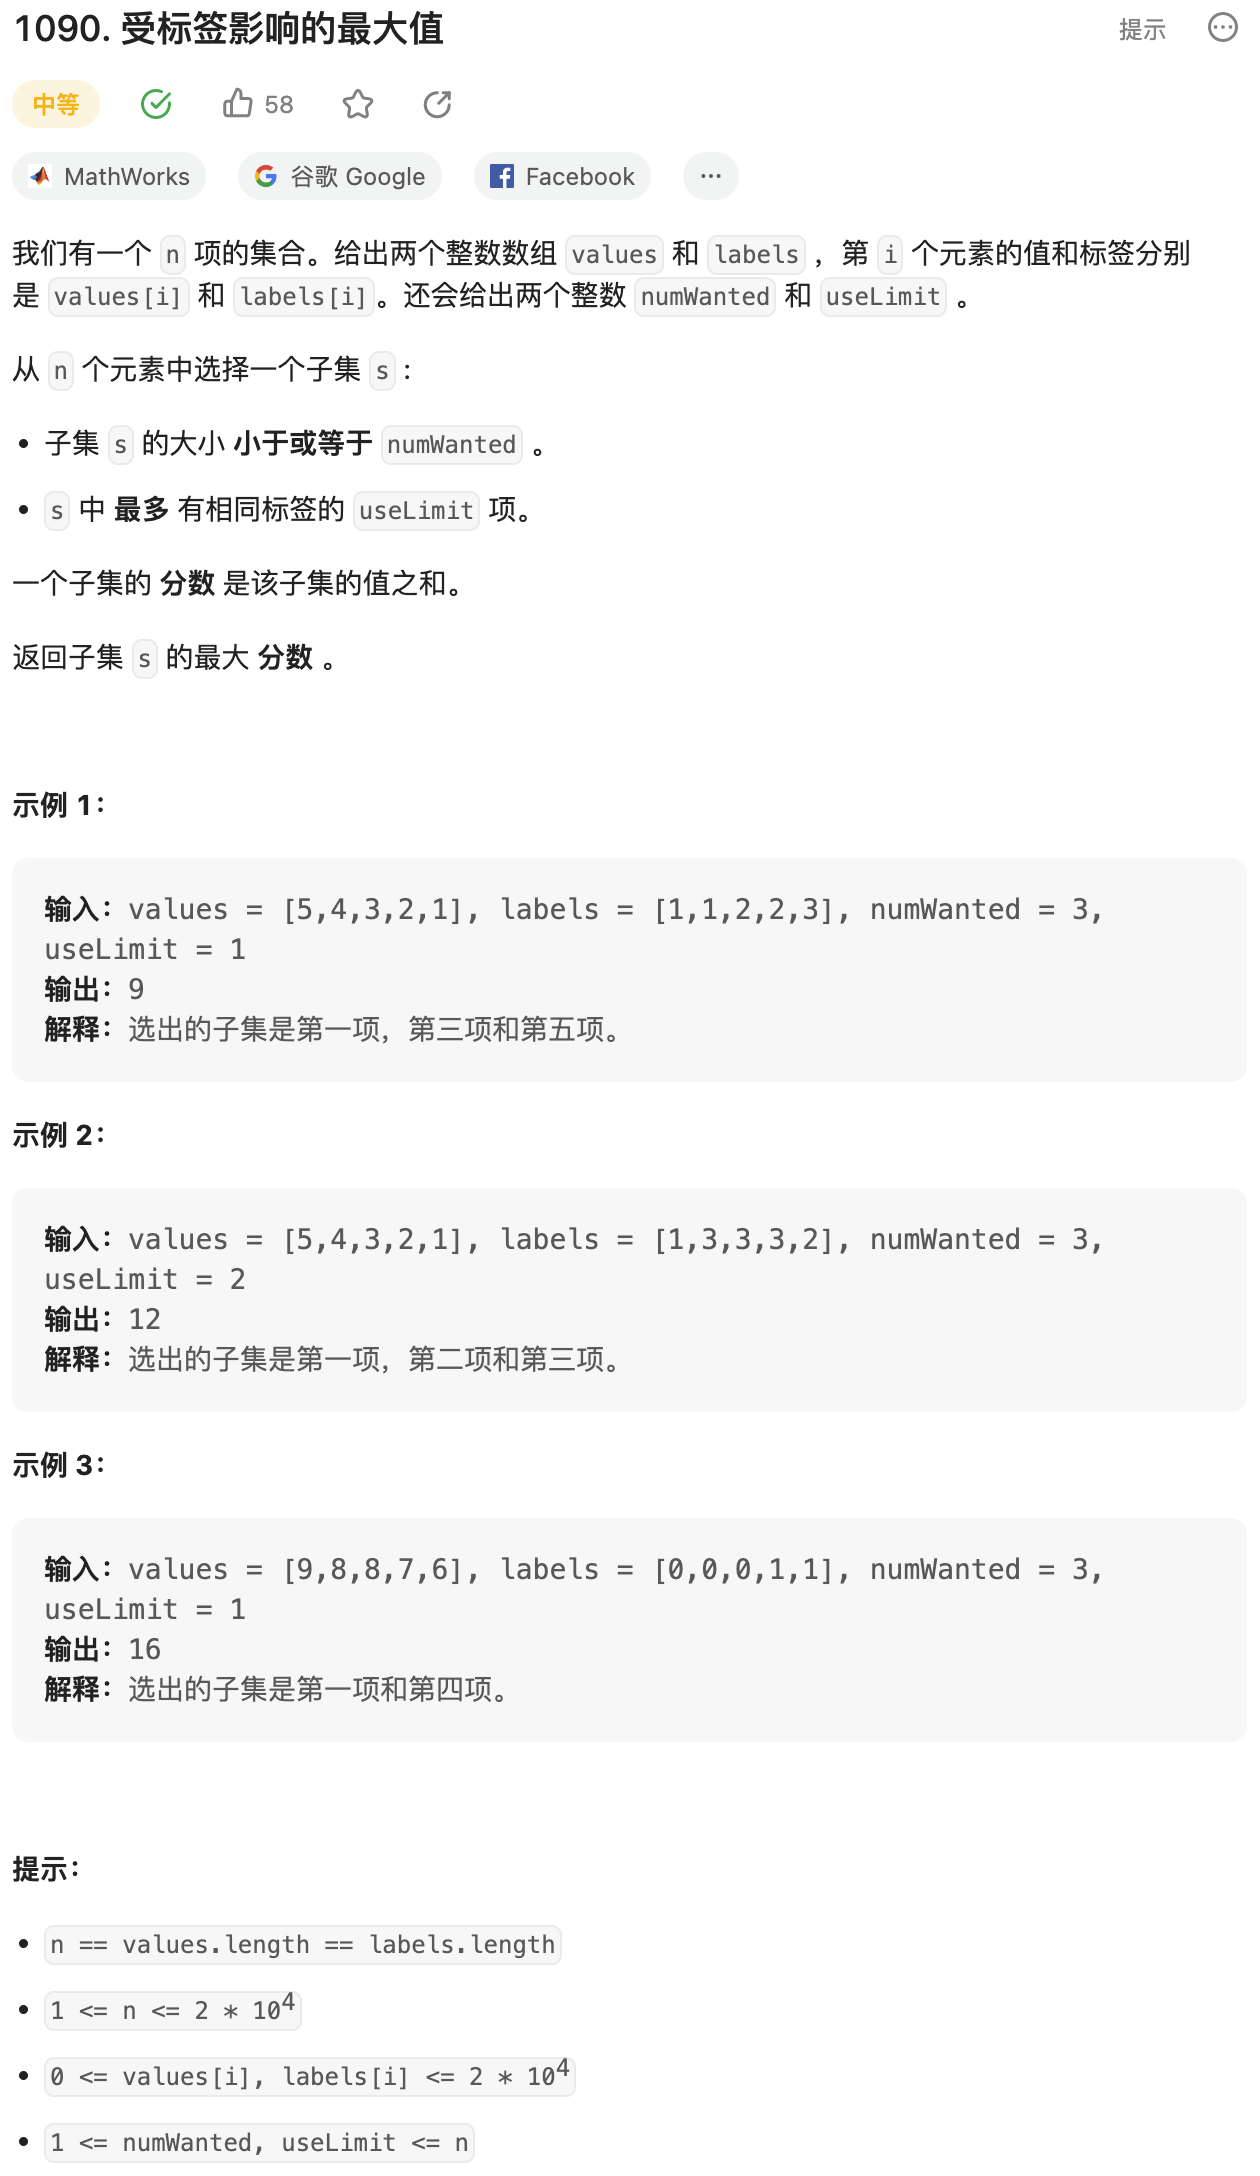 1090. 受标签影响的最大值
提示
中等
58
MathWorks
谷歌 Google
Facebook
...
我们有一个 n 项的集合。给出两个整数数组 values 和 labels ，第 i 个元素的值和标签分别
是 values[i] 和 labels[i]。还会给出两个整数 numWanted 和 useLimit 。
从 n 个元素中选择一个子集 s :
• 子集 s 的大小 小于或等于 numWanted 。
• s 中 最多 有相同标签的 useLimit 项。
一个子集的 分数 是该子集的值之和。
返回子集 s 的最大 分数 。
示例 1：
输入：values = [5,4,3,2,1], labels = [1,1,2,2,3], numWanted = 3,
useLimit = 1
输出：9
解释：选出的子集是第一项，第三项和第五项。
示例 2：
输入：values = [5,4,3,2,1], labels = [1,3,3,3,2], numWanted = 3,
useLimit = 2
输出：12
解释：选出的子集是第一项，第二项和第三项。
示例 3：
输入：values = [9,8,8,7,6], labels = [0,0,0,1,1], numWanted = 3,
useLimit = 1
输出：16
解释：选出的子集是第一项和第四项。
提示：
• n == values.length == labels.length
• 1 <= n <= 2 * 10⁴
• 0 <= values[i], labels[i] <= 2 * 10⁴
• 1 <= numWanted, useLimit <= n